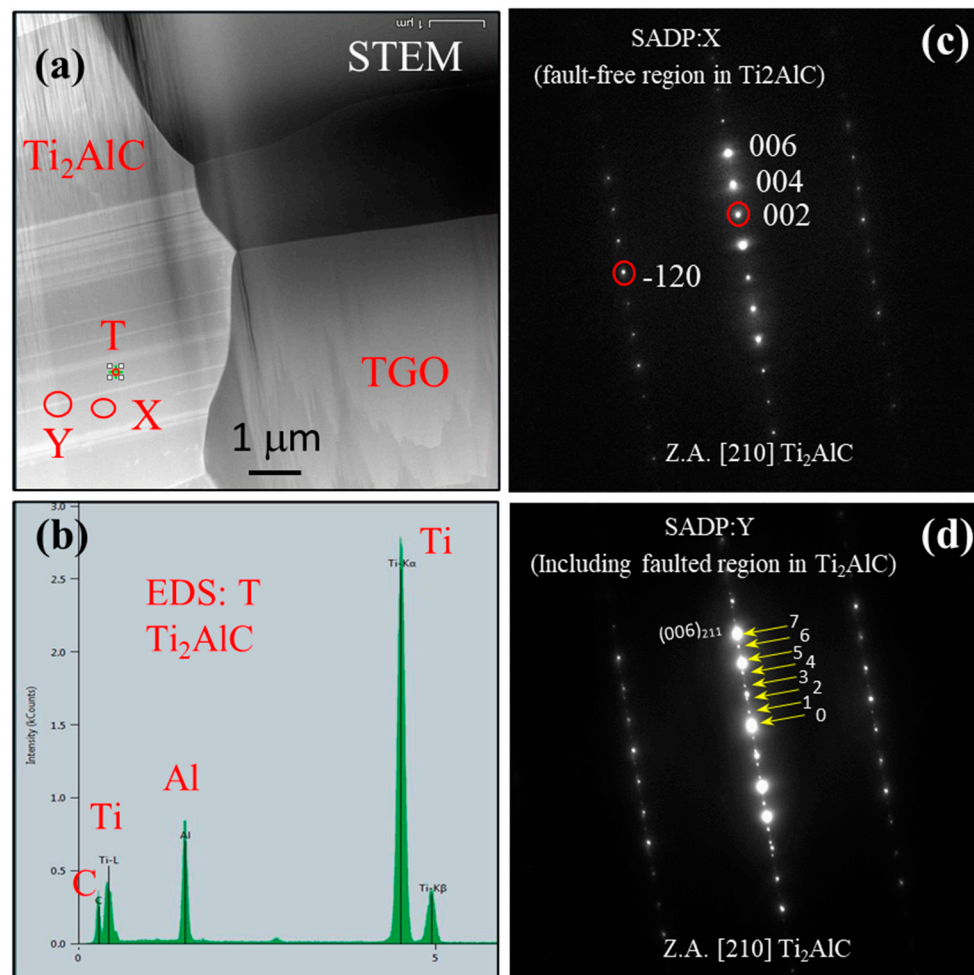 (a)
1 μm
STEM
Ti₂AlC
T
TGO
Y
X
1 μm
(b)
3.0
2.5
2.0
1.5
1.0
0.5
0.0
Intensity (kCounts)
EDS: T
Ti₂AlC
Ti
Ti-Kα
Al
Al
Ti
Ti-L
C
C
Ti-Kβ
0
5
(c)
SADP:X
(fault-free region in Ti2AlC)
006
004
002
-120
Z.A. [210] Ti₂AlC
(d)
SADP:Y
(Including faulted region in Ti₂AlC)
(006)₂₁₁
7
6
5
4
3
2
1
0
Z.A. [210] Ti₂AlC